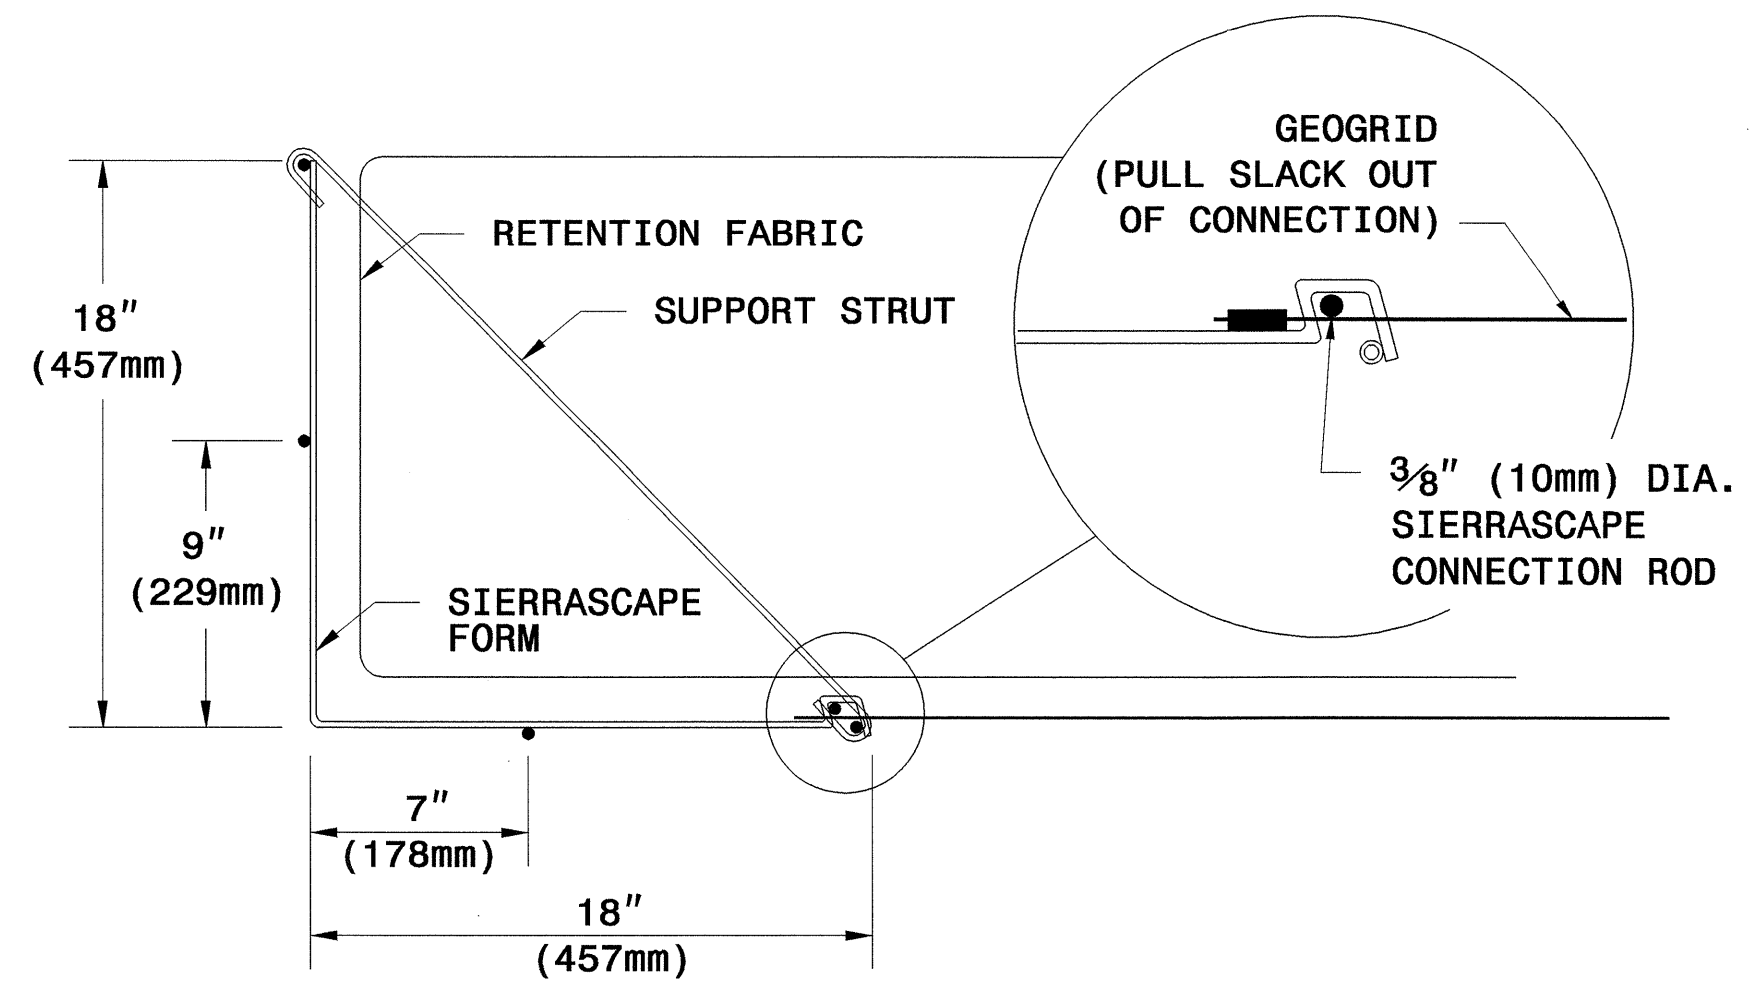 GEOGRID
(PULL SLACK OUT
OF CONNECTION)
RETENTION FABRIC
SUPPORT STRUT
18"
(457mm)
3/8" (10mm) DIA.
SIERRASCAPE
CONNECTION ROD
9"
(229mm)
SIERRASCAPE
FORM
7"
(178mm)
18"
(457mm)